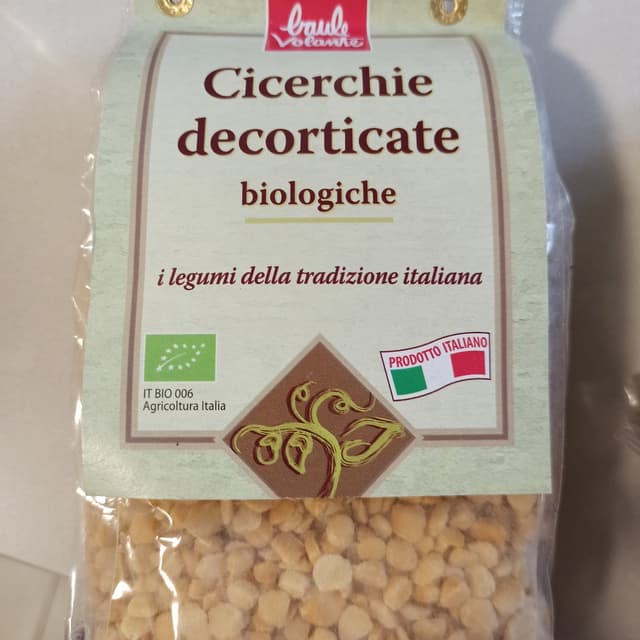 baule
volante
Cicerchie
decorticate
biologiche
i legumi della tradizione italiana
PRODOTTO ITALIANO
IT BIO 006
Agricoltura Italia